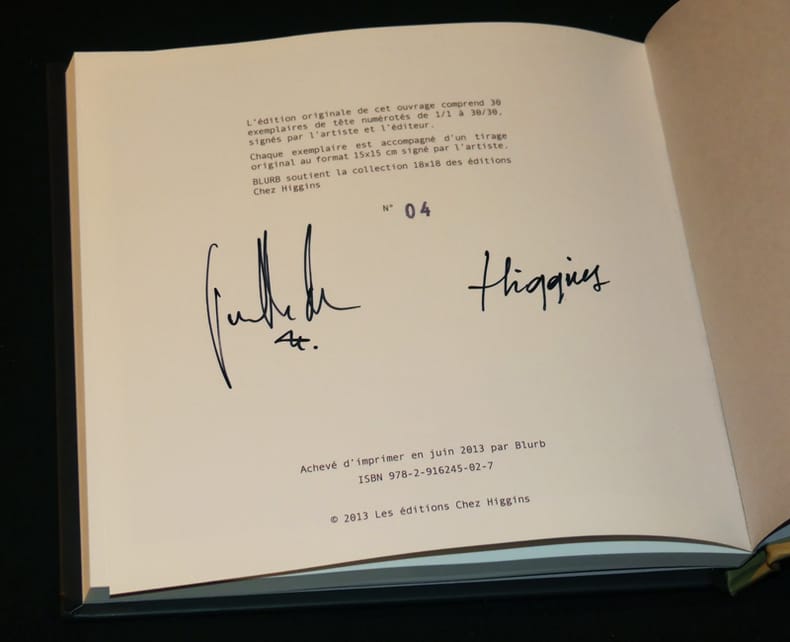 L'édition originale de cet ouvrage comprend 30
exemplaires de tête numérotés de 1/1 à 30/30,
signés par l'artiste et l'éditeur.
Chaque exemplaire est accompagné d'un tirage
original au format 15x15 cm signé par l'artiste.
BLURB soutient la collection 18x18 des éditions
Chez Higgins
N° 04
Higgins
Achevé d'imprimer en juin 2013 par Blurb
ISBN 978-2-916245-02-7
© 2013 Les éditions Chez Higgins